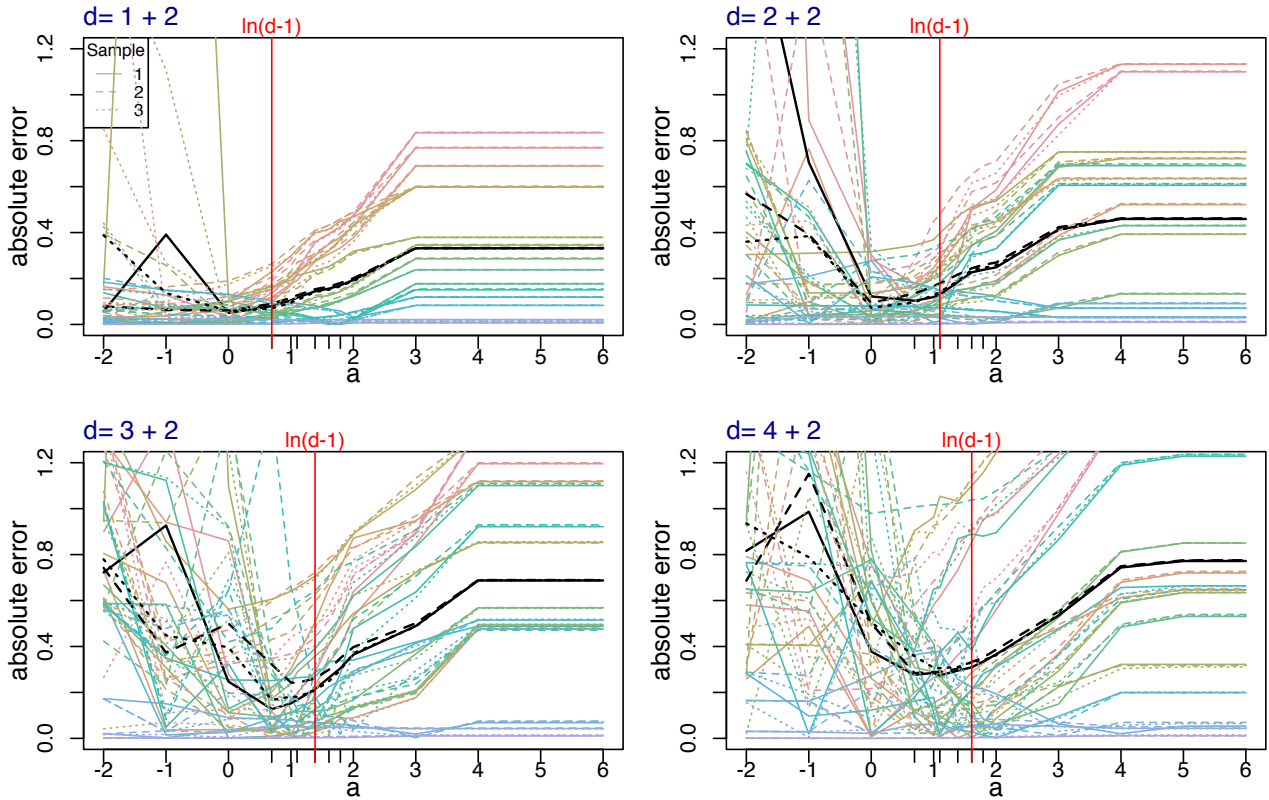 d= 1 + 2
ln(d-1)
Sample
1
2
3
absolute error
0.0 0.4 0.8 1.2
-2 -1 0 1 2 3 4 5 6
a
d= 2 + 2
ln(d-1)
absolute error
0.0 0.4 0.8 1.2
-2 -1 0 1 2 3 4 5 6
a
d= 3 + 2
ln(d-1)
absolute error
0.0 0.4 0.8 1.2
-2 -1 0 1 2 3 4 5 6
a
d= 4 + 2
ln(d-1)
absolute error
0.0 0.4 0.8 1.2
-2 -1 0 1 2 3 4 5 6
a